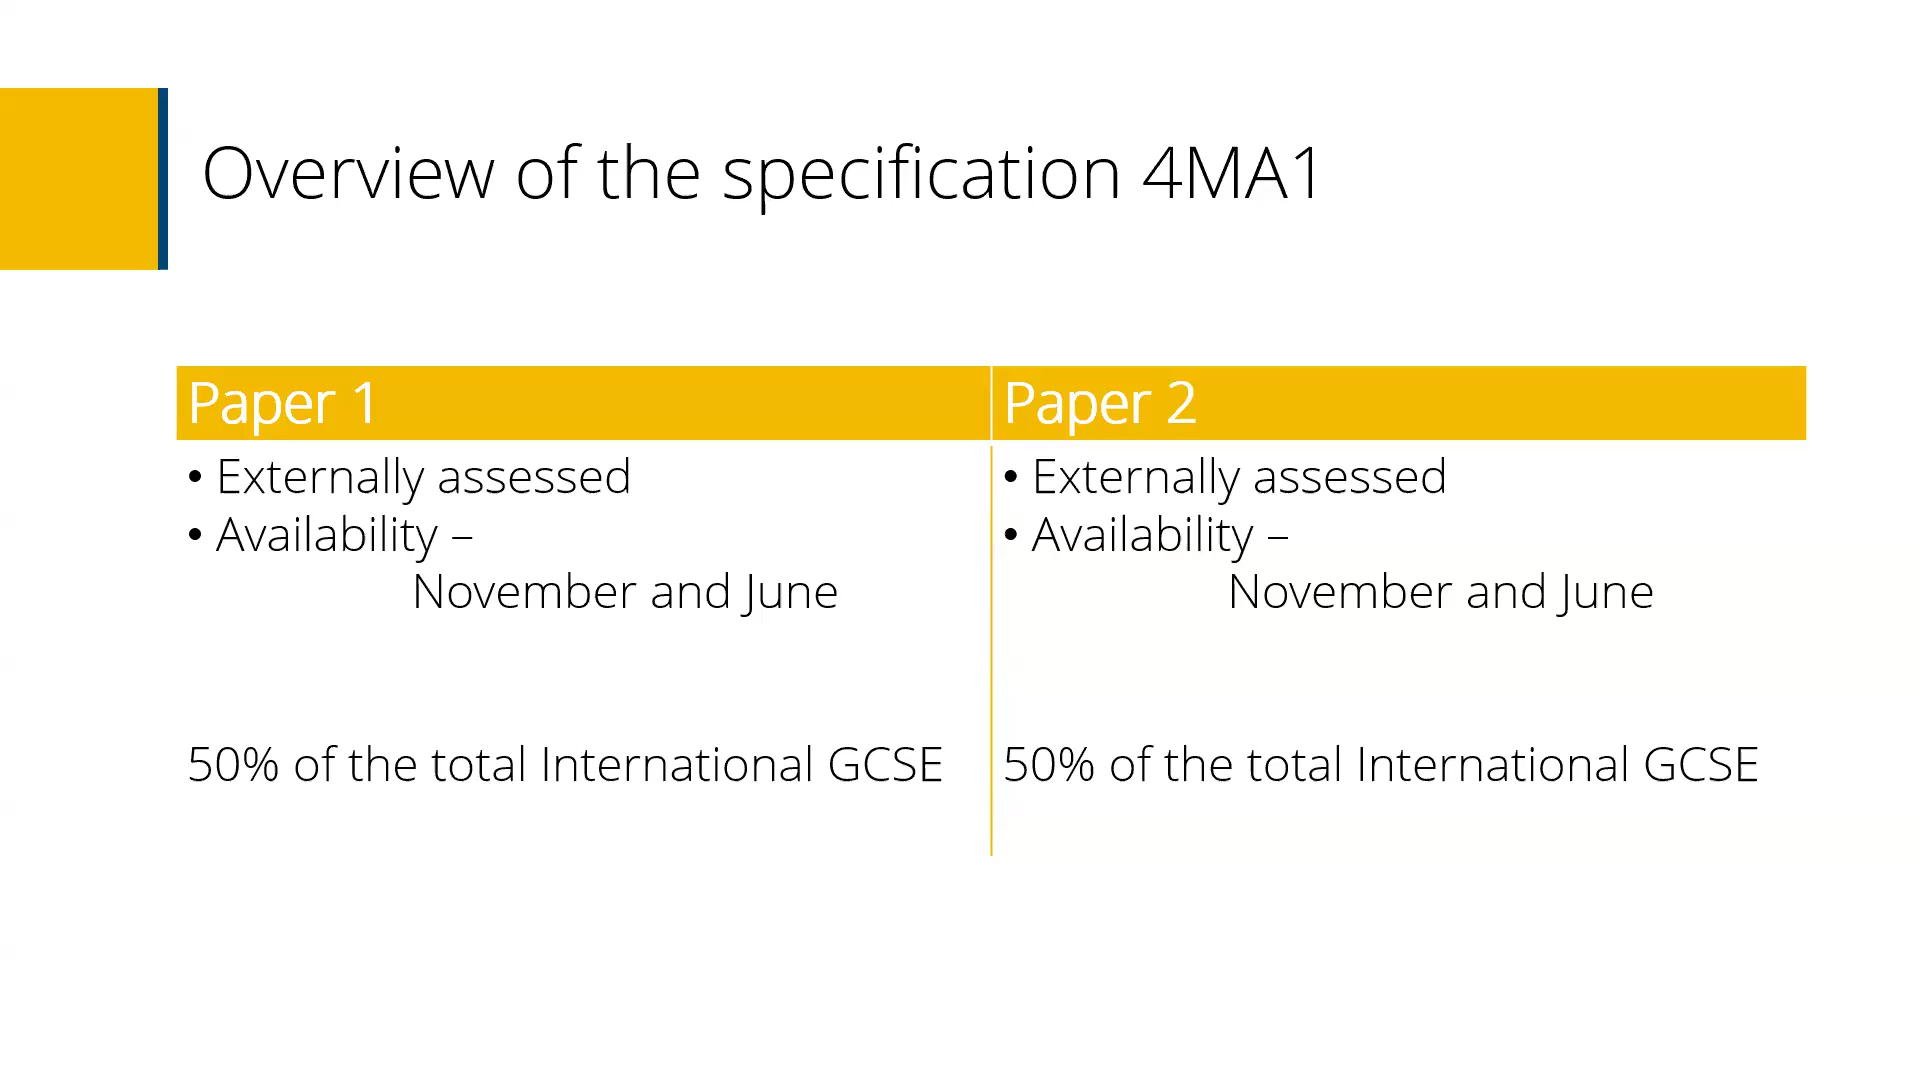 Overview of the specification 4MA1
Paper 1
• Externally assessed
• Availability –
November and June
50% of the total International GCSE
Paper 2
• Externally assessed
• Availability –
November and June
50% of the total International GCSE